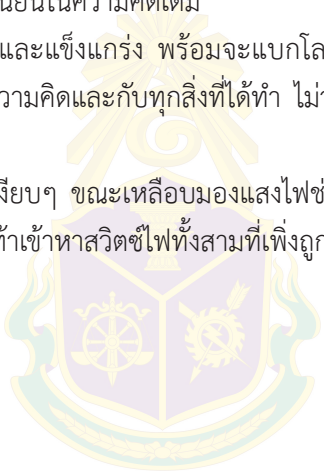 ในความคิดเดิม
และแข็งแกร่ง พร้อมจะแบกโล
วามคิดและกับทุกสิ่งที่ได้ทำ ไม่ว
งียบๆ ขณะเหลือบมองแสงไฟช่
ท้าเข้าหาสวิตซ์ไฟทั้งสามที่เพิ่งถูก